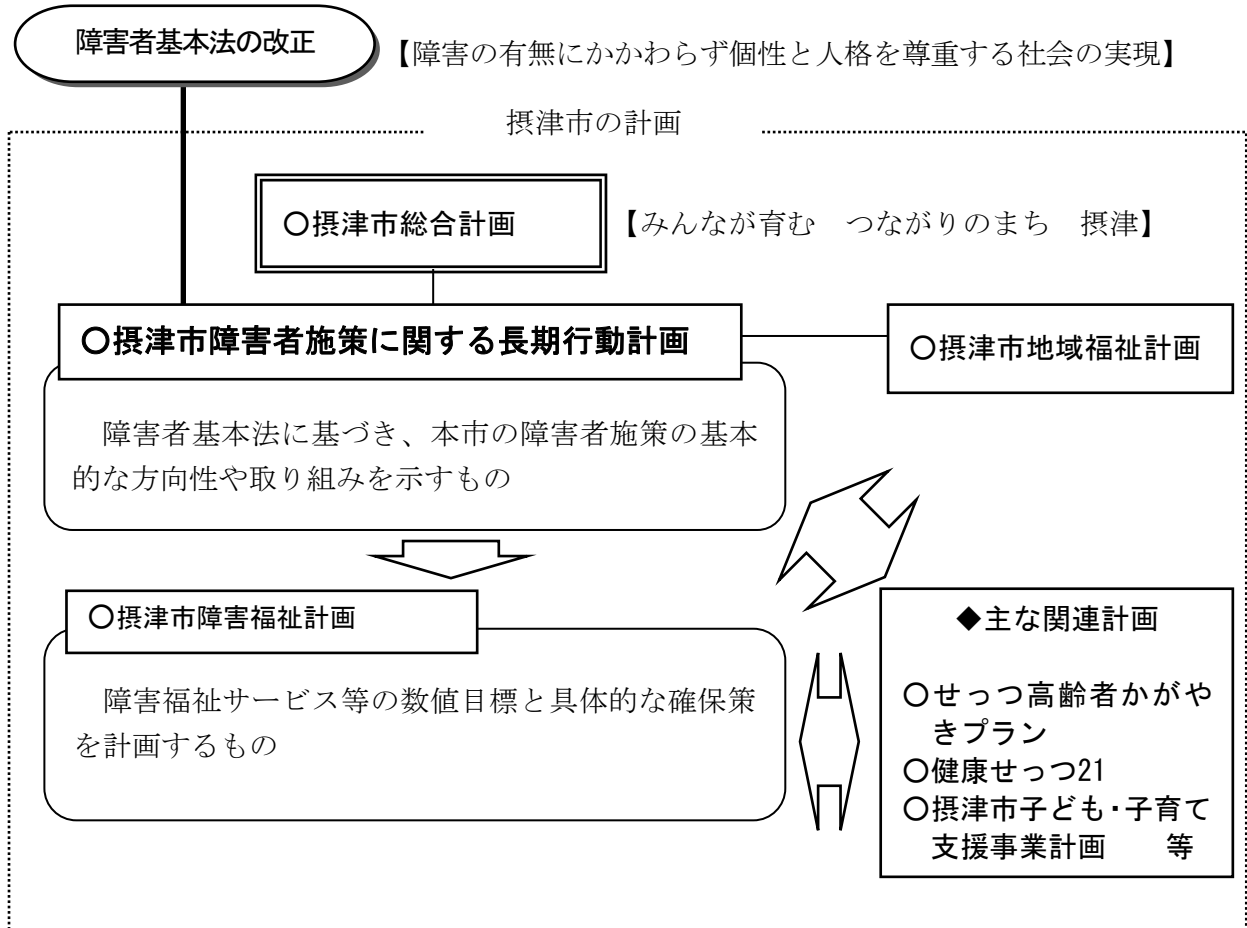 障害者基本法の改正
【障害の有無にかかわらず個性と人格を尊重する社会の実現】
摂津市の計画
〇摂津市総合計画
【みんなが育む　つながりのまち　摂津】
〇摂津市障害者施策に関する長期行動計画
〇摂津市地域福祉計画
障害者基本法に基づき、本市の障害者施策の基本
的な方向性や取り組みを示すもの
〇摂津市障害福祉計画
障害福祉サービス等の数値目標と具体的な確保策
を計画するもの
◆主な関連計画
〇せっつ高齢者かがや
きプラン
〇健康せっつ21
〇摂津市子ども・子育て
支援事業計画　　等